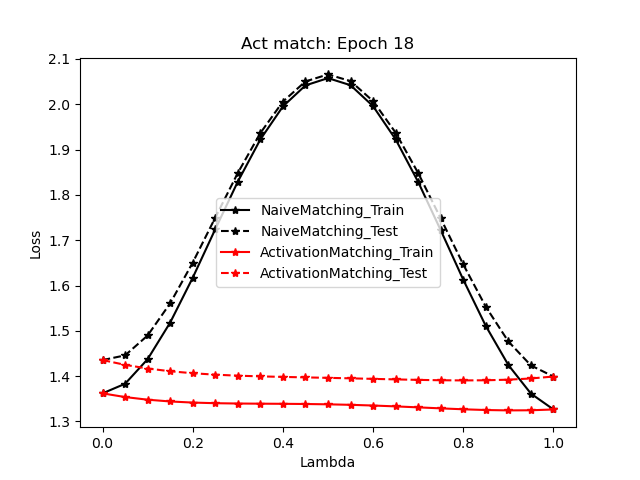 Act match: Epoch 18
Loss
2.1
2.0
1.9
1.8
1.7
1.6
1.5
1.4
1.3
NaiveMatching_Train
NaiveMatching_Test
ActivationMatching_Train
ActivationMatching_Test
0.0 0.2 0.4 0.6 0.8 1.0
Lambda